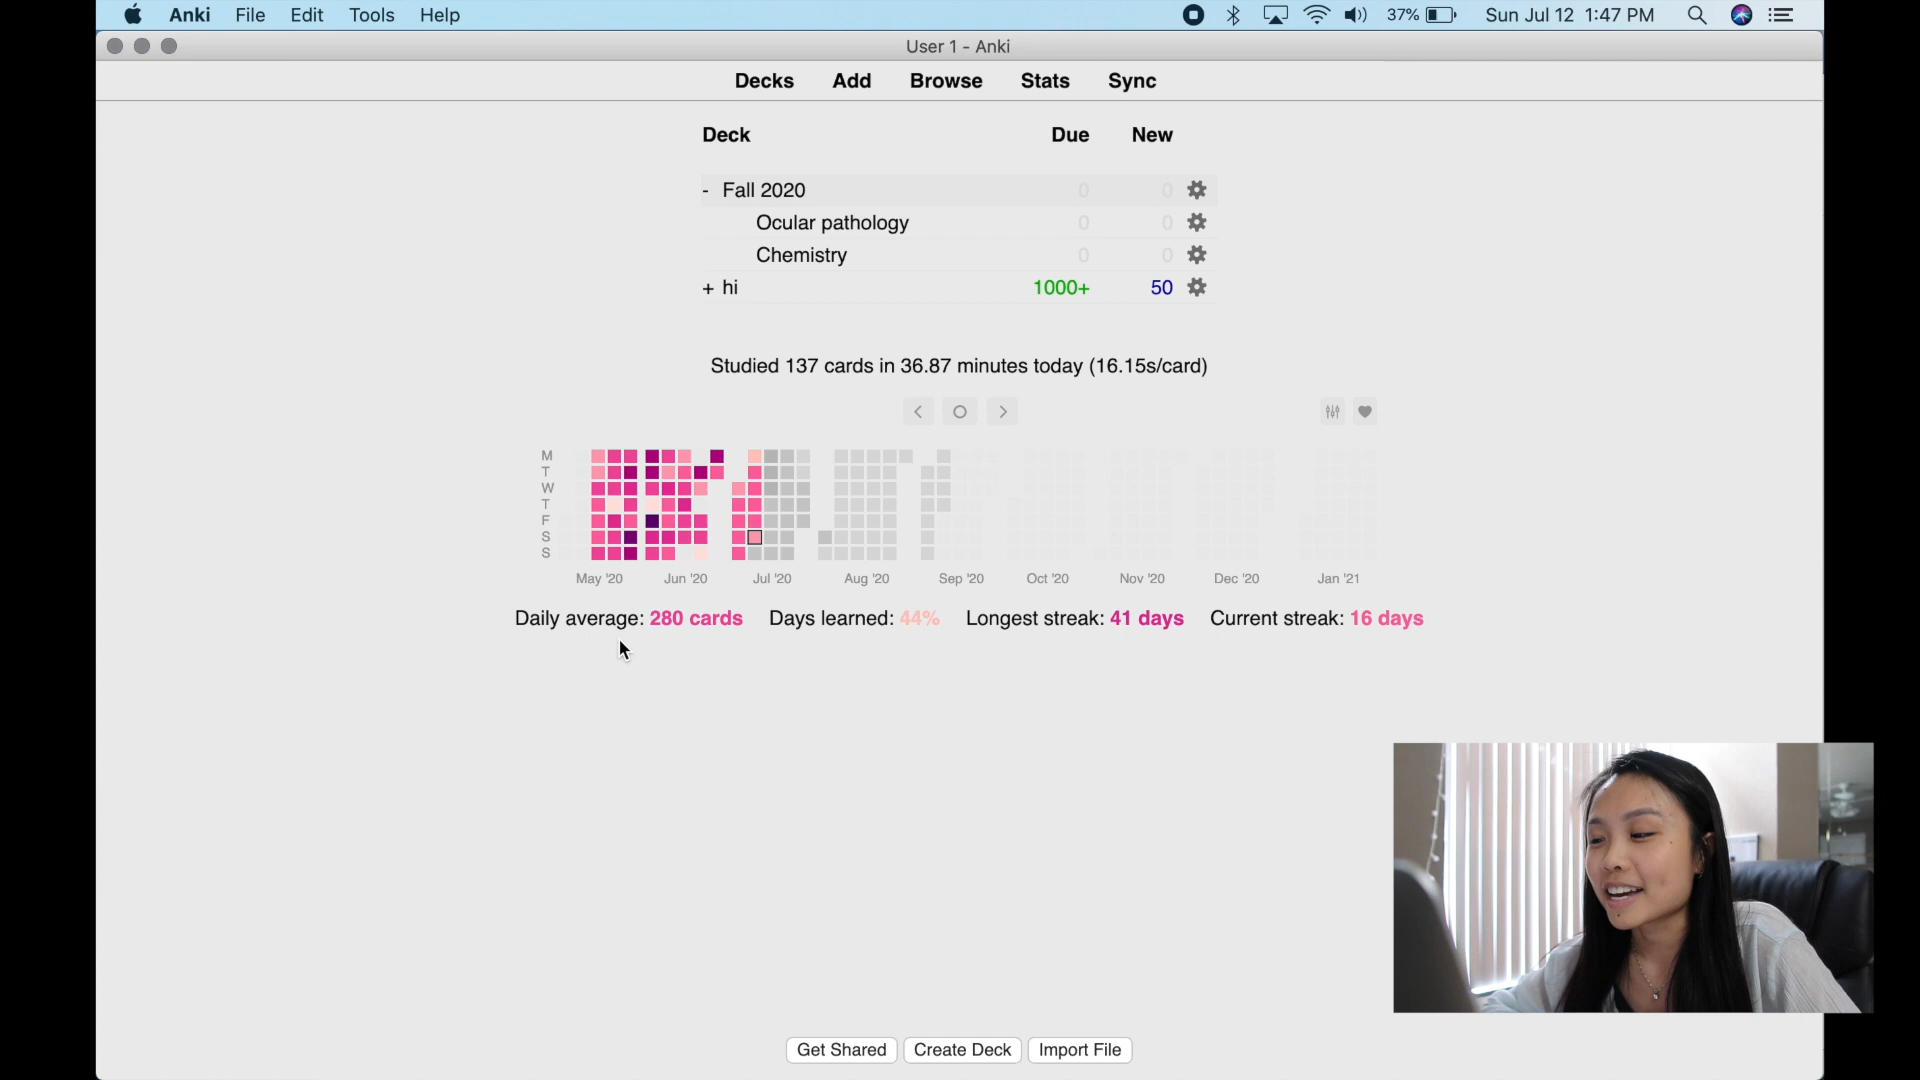 Anki File Edit Tools Help 37% Sun Jul 12 1:47 PM
User 1 - Anki
Decks Add Browse Stats Sync
Deck Due New
- Fall 2020 0 0
Ocular pathology 0 0
Chemistry 0 0
+ hi 1000+ 50
Studied 137 cards in 36.87 minutes today (16.15s/card)
M
T
W
T
F
S
S
May '20 Jun '20 Jul '20 Aug '20 Sep '20 Oct '20 Nov '20 Dec '20 Jan '21
Daily average: 280 cards Days learned: 44% Longest streak: 41 days Current streak: 16 days
Get Shared Create Deck Import File